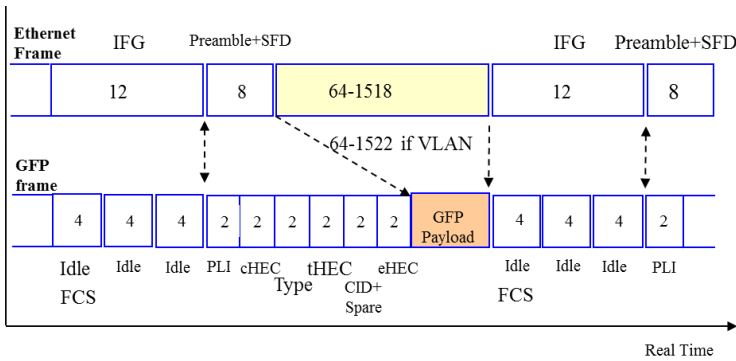 Ethernet
Frame
IFG
Preamble+SFD
IFG
Preamble+SFD
12
8
64-1518
12
8
64-1522 if VLAN
GFP
frame
4
4
4
2
2
2
2
2
2
GFP
Payload
4
4
4
2
Idle
Idle
Idle
PLI
cHEC
tHEC
eHEC
Idle
Idle
Idle
PLI
FCS
Type
CID+
Spare
FCS
Real Time